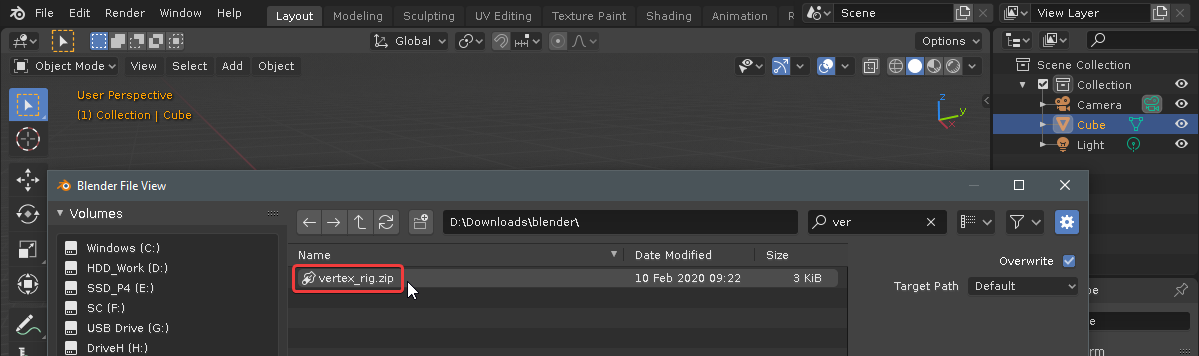 File Edit Render Window Help Layout Modeling Sculpting UV Editing Texture Paint Shading Animation R Scene View Layer
Global Options
Object Mode View Select Add Object
Scene Collection
Collection
Camera
Cube
Light
User Perspective
(1) Collection | Cube
z
y
x
Blender File View
Volumes
Windows (C:)
HDD_Work (D:)
SSD_P4 (E:)
SC (F:)
USB Drive (G:)
DriveH (H:)
D:\Downloads\blender\ ver
Name Date Modified Size
vertex_rig.zip 10 Feb 2020 09:22 3 KiB
Overwrite
Target Path Default
be
e
rm